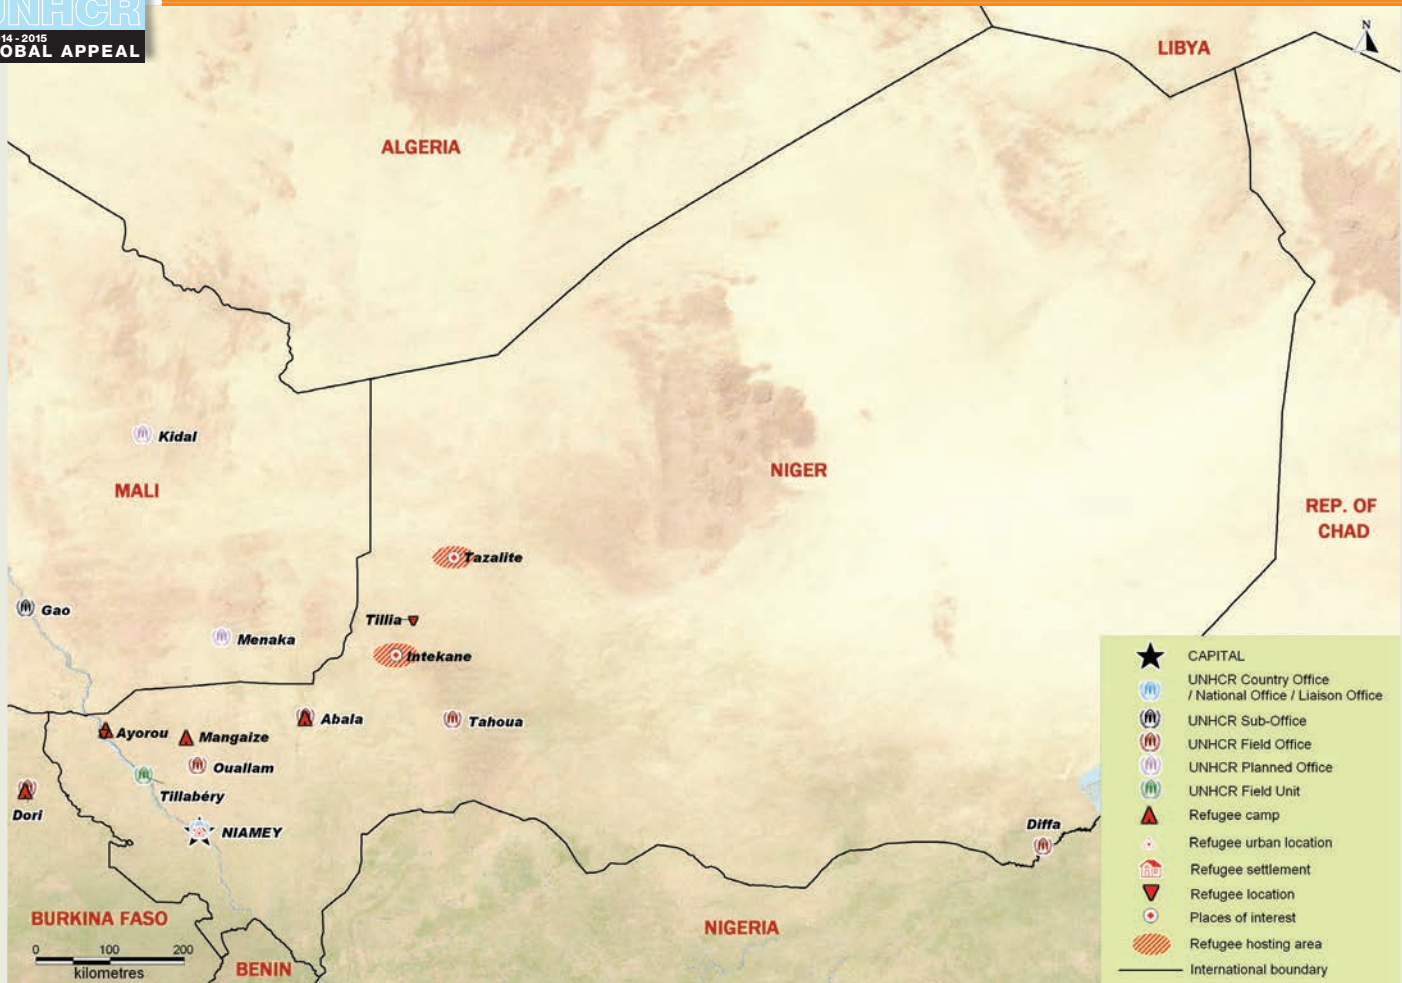 UNHCR
14 - 2015
OBAL APPEAL
N
LIBYA
ALGERIA
Kidal
MALI
NIGER
REP. OF
CHAD
Tazalite
Gao
Tillia
Menaka
Intekane
Abala
Tahoua
Ayorou
Mangaize
Ouallam
Tillabéry
Dori
NIAMEY
Diffa
BURKINA FASO
NIGERIA
BENIN
0 100 200
kilometres
CAPITAL
UNHCR Country Office
/ National Office / Liaison Office
UNHCR Sub-Office
UNHCR Field Office
UNHCR Planned Office
UNHCR Field Unit
Refugee camp
Refugee urban location
Refugee settlement
Refugee location
Places of interest
Refugee hosting area
International boundary